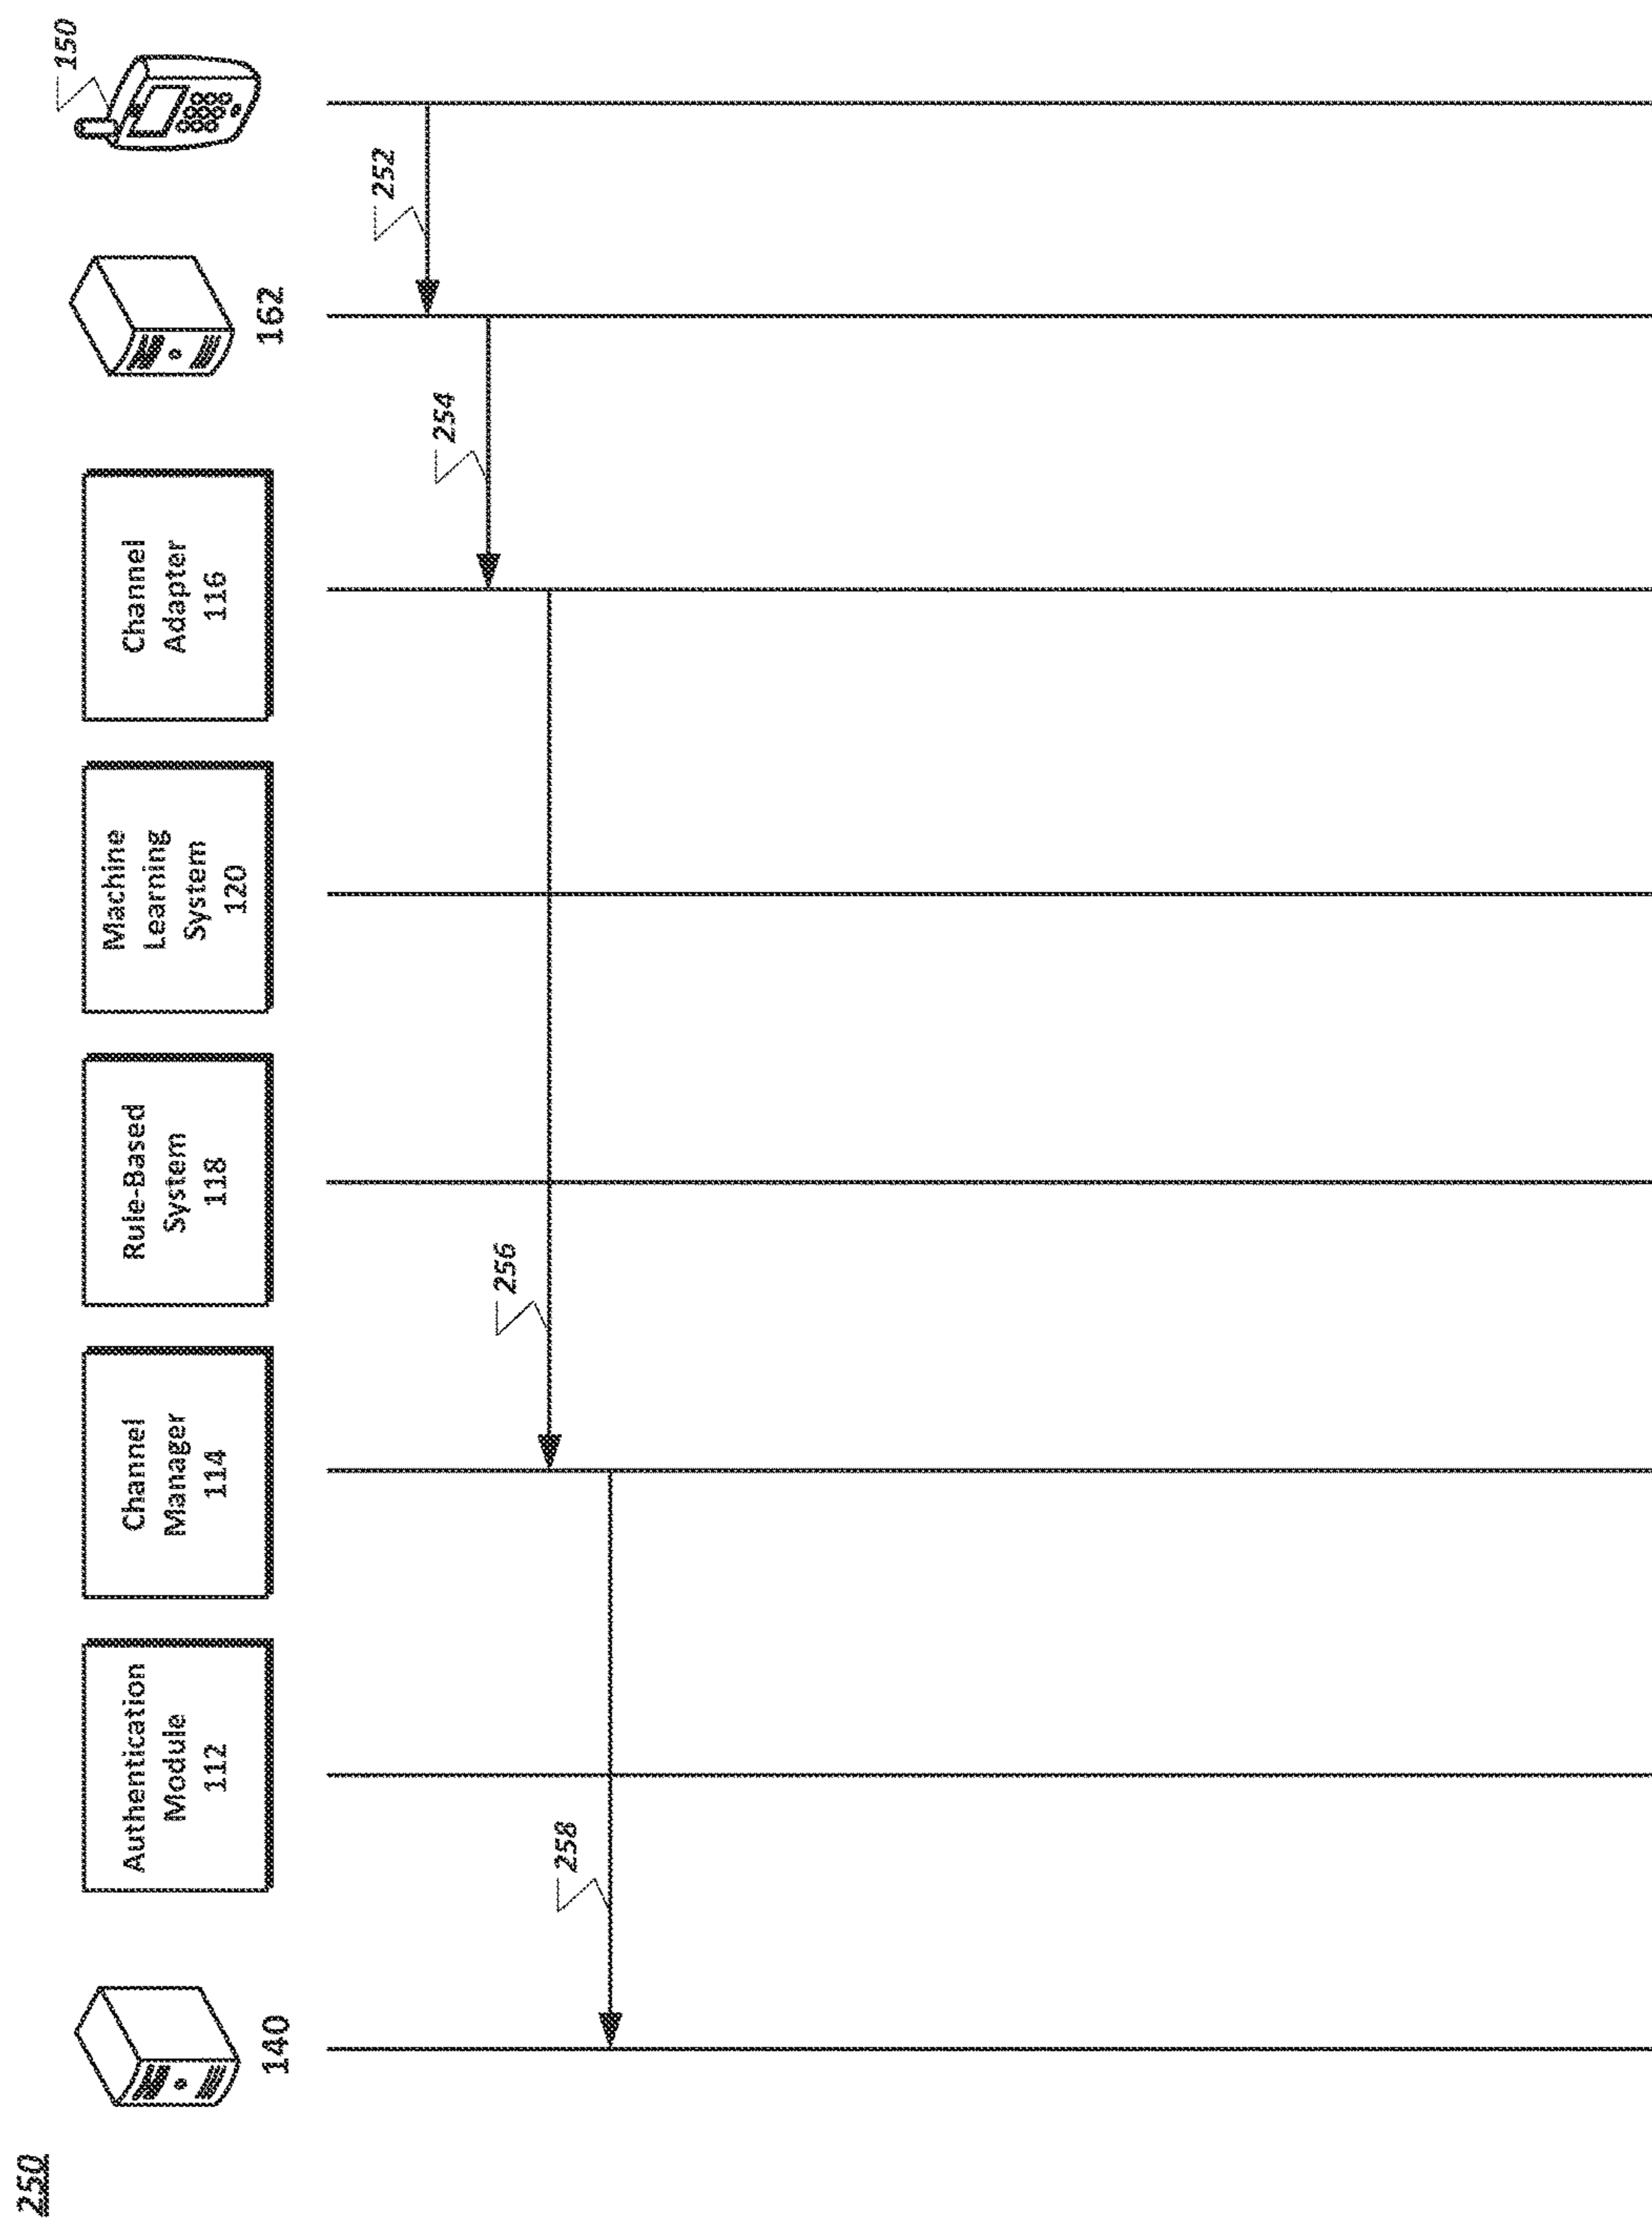 250
140
Authentication
Module
112
Channel
Manager
114
Rule-Based
System
118
Machine
Learning
System
120
Channel
Adapter
116
162
150
252
254
256
258